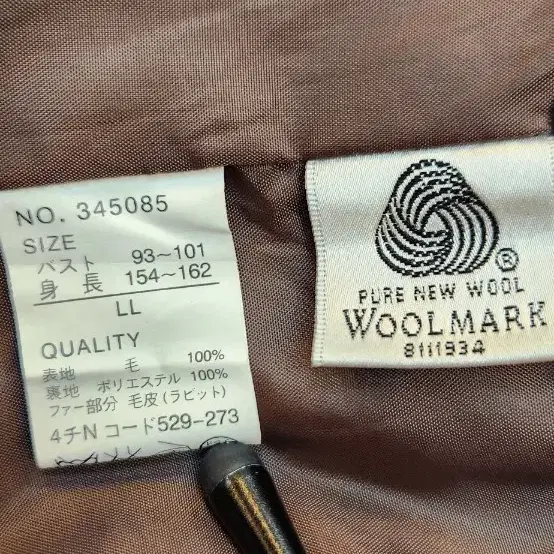 NO. 345085
SIZE
バスト 93~101
身長 154~162
LL
QUALITY
表地 毛 100%
裏地 ポリエステル 100%
ファー部分 毛皮(ラビット)
4チN コード529-273
®
PURE NEW WOOL
WOOLMARK
8111934